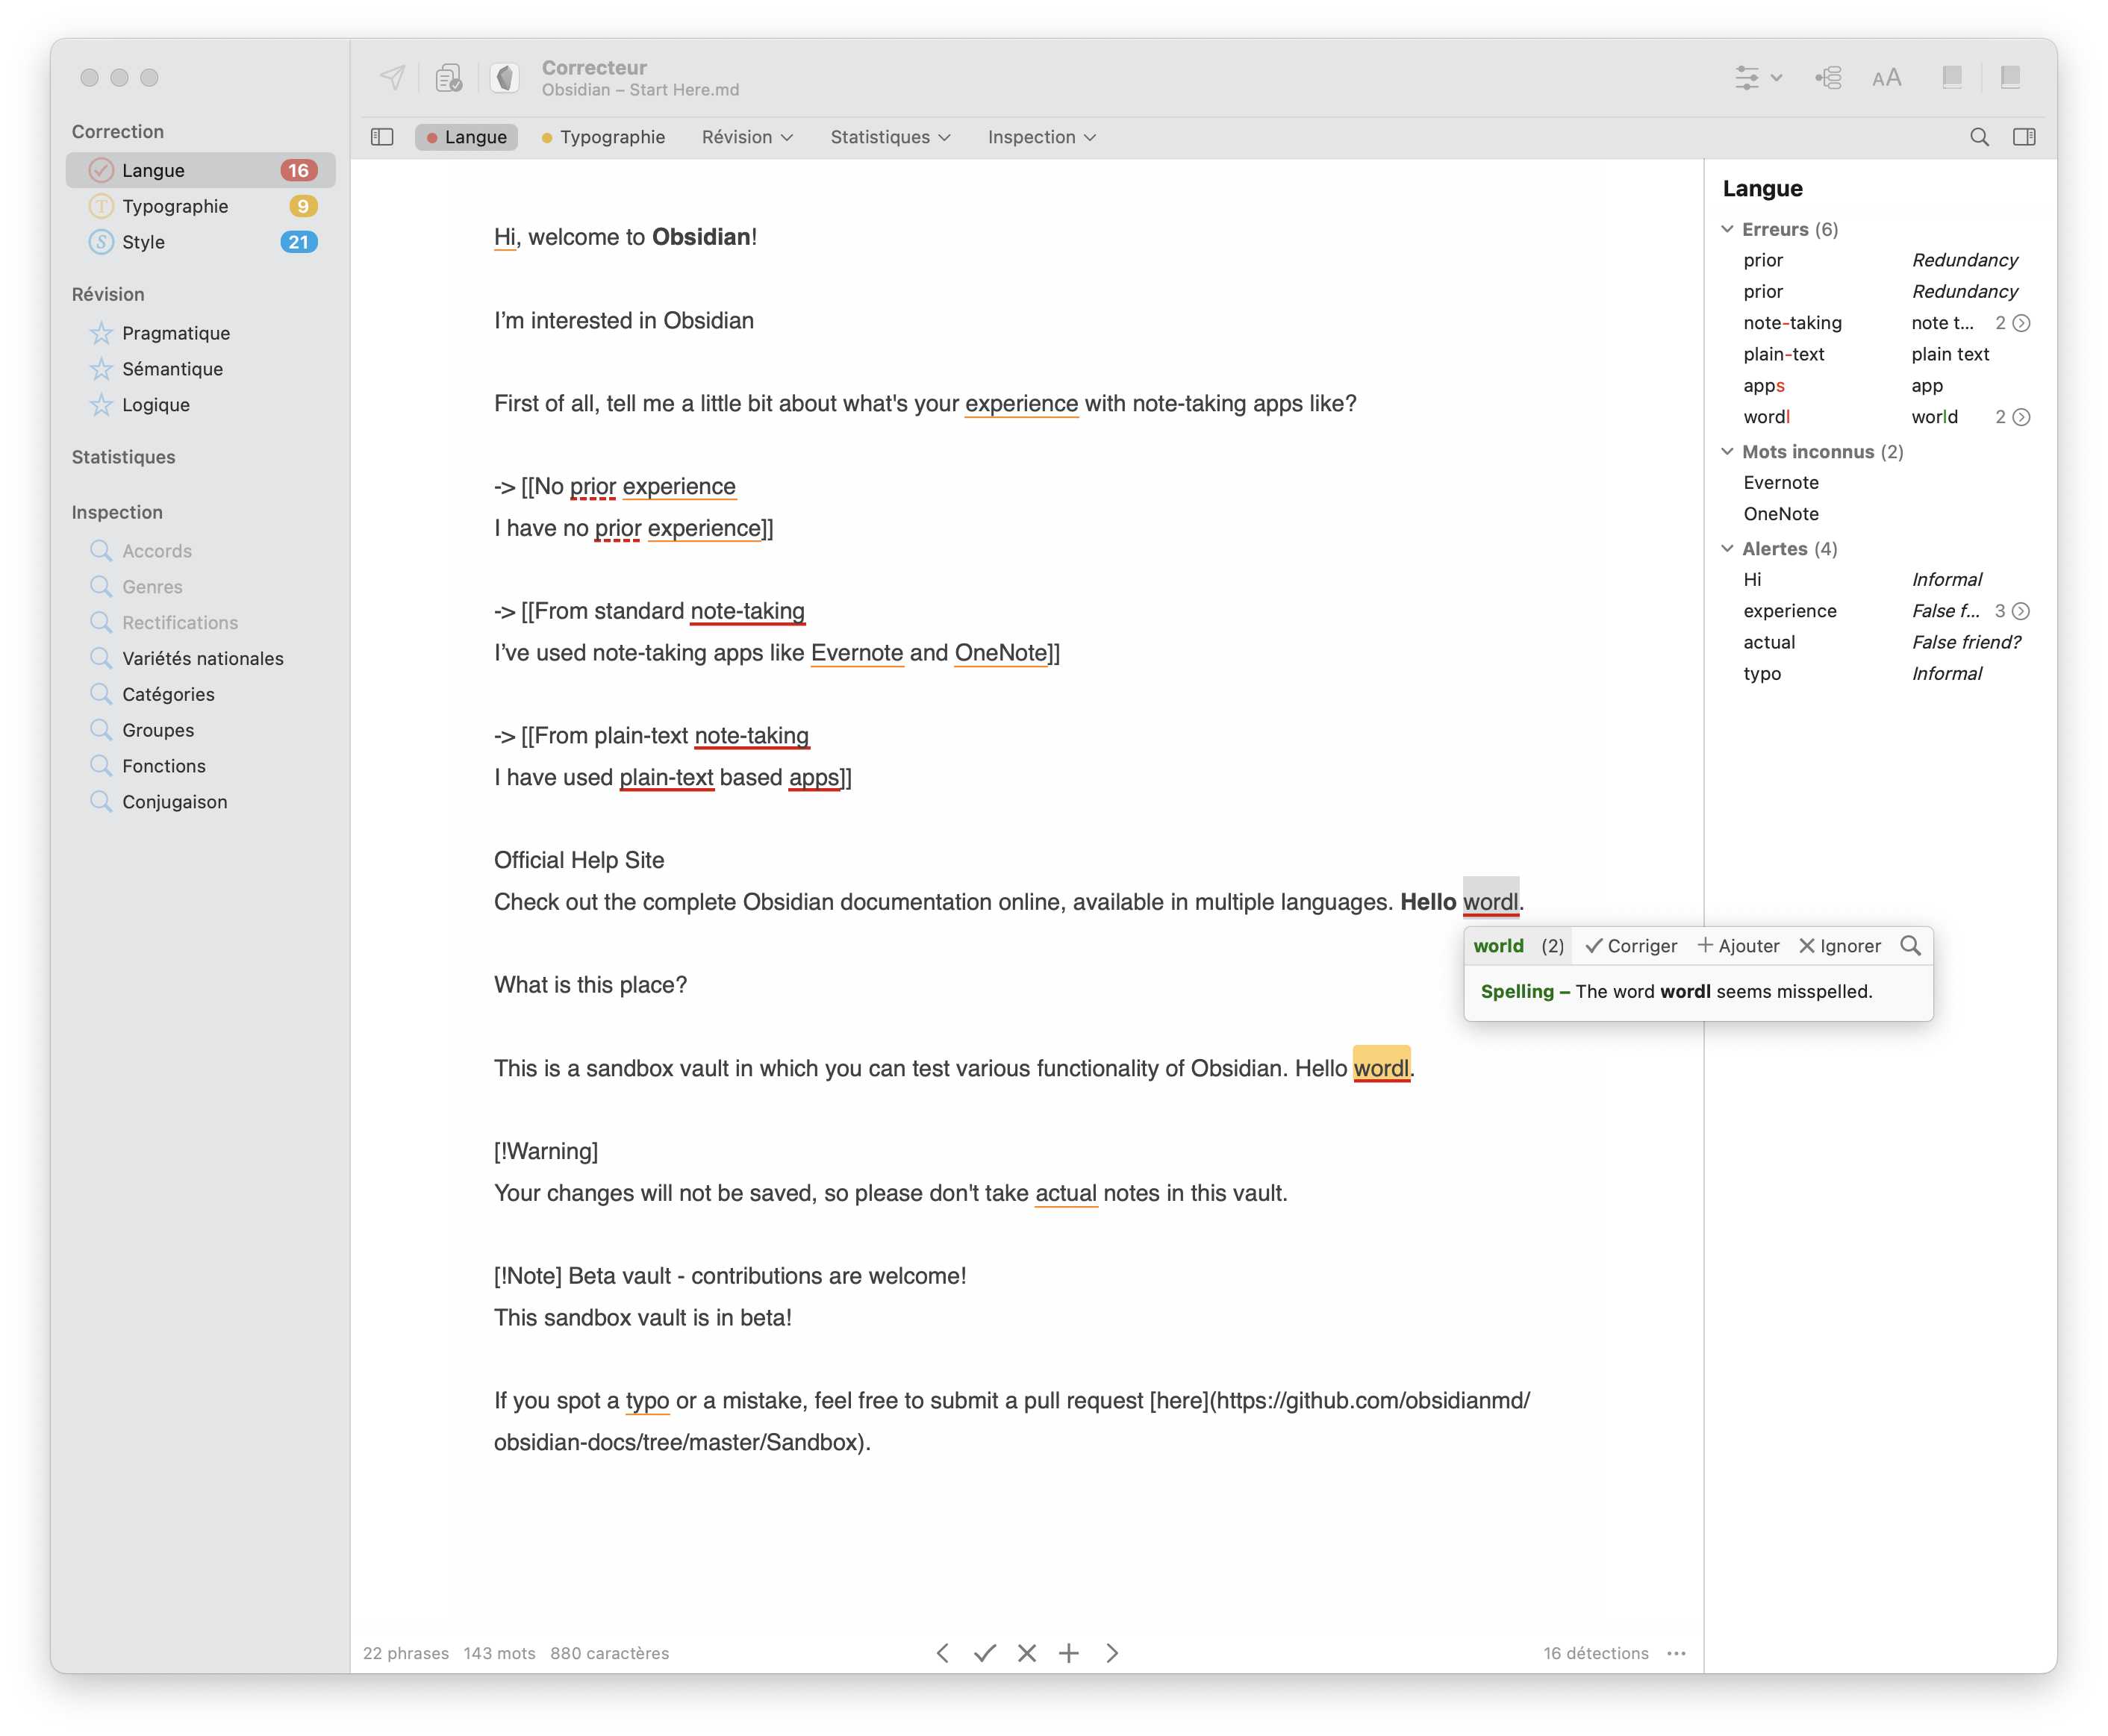 Correction
Langue 16
Typographie 9
Style 21
Révision
Pragmatique
Sémantique
Logique
Statistiques
Inspection
Accords
Genres
Rectifications
Variétés nationales
Catégories
Groupes
Fonctions
Conjugaison
Correcteur
Obsidian – Start Here.md
AA
Langue Typographie Révision Statistiques Inspection
Hi, welcome to Obsidian!
I’m interested in Obsidian
First of all, tell me a little bit about what's your experience with note-taking apps like?
-> [[No prior experience
I have no prior experience]]
-> [[From standard note-taking
I’ve used note-taking apps like Evernote and OneNote]]
-> [[From plain-text note-taking
I have used plain-text based apps]]
Official Help Site
Check out the complete Obsidian documentation online, available in multiple languages. Hello wordl.
world (2) Corriger Ajouter Ignorer
Spelling – The word wordl seems misspelled.
What is this place?
This is a sandbox vault in which you can test various functionality of Obsidian. Hello wordl.
[!Warning]
Your changes will not be saved, so please don't take actual notes in this vault.
[!Note] Beta vault - contributions are welcome!
This sandbox vault is in beta!
If you spot a typo or a mistake, feel free to submit a pull request [here](https://github.com/obsidianmd/
obsidian-docs/tree/master/Sandbox).
22 phrases 143 mots 880 caractères
16 détections
Langue
Erreurs (6)
prior Redundancy
prior Redundancy
note-taking note t... 2
plain-text plain text
apps app
wordl world 2
Mots inconnus (2)
Evernote
OneNote
Alertes (4)
Hi Informal
experience False f... 3
actual False friend?
typo Informal